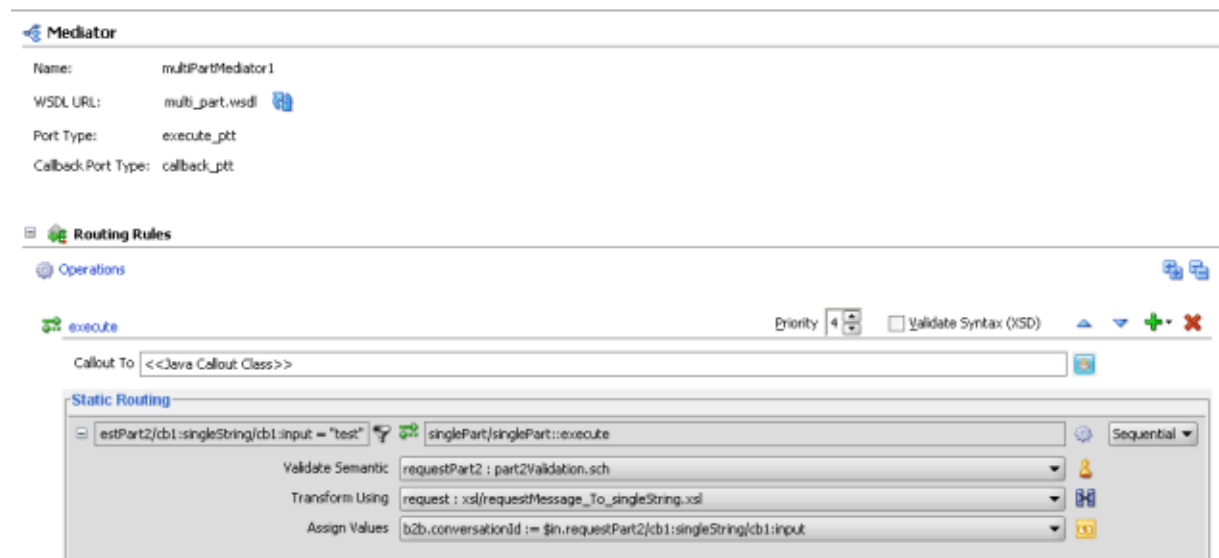 Mediator
Name: multiPartMediator1
WSDL URL: multi_part.wsdl
Port Type: execute_ptt
Callback Port Type: callback_ptt
Routing Rules
Operations
execute Priority 4 Validate Syntax (XSD)
Callout To <<Java Callout Class>>
Static Routing
estPart2/cb1:singleString/cb1:input = "test" singlePart/singlePart::execute Sequential
Validate Semantic requestPart2 : part2Validation.sch
Transform Using request : xsl/requestMessage_To_singleString.xsl
Assign Values b2b.conversationId := $in.requestPart2/cb1:singleString/cb1:input